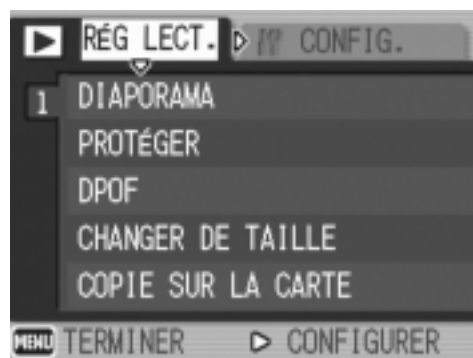 RÉG LECT. CONFIG.
1 DIAPORAMA
PROTÉGER
DPOF
CHANGER DE TAILLE
COPIE SUR LA CARTE
MENU TERMINER CONFIGURER